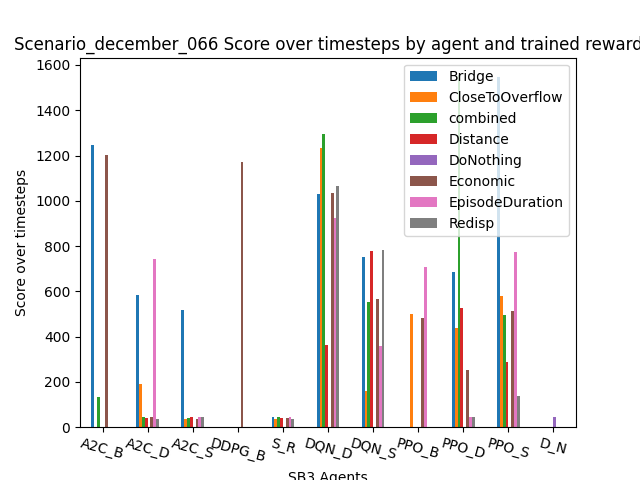 Scenario_december_066 Score over timesteps by agent and trained reward
Score over timesteps
1600
1400
1200
1000
800
600
400
200
0
Bridge
CloseToOverflow
combined
Distance
DoNothing
Economic
EpisodeDuration
Redisp
A2C_B A2C_D A2C_S DDPG_B S_R DQN_D DQN_S PPO_B PPO_D PPO_S D_N
SB3 Agents